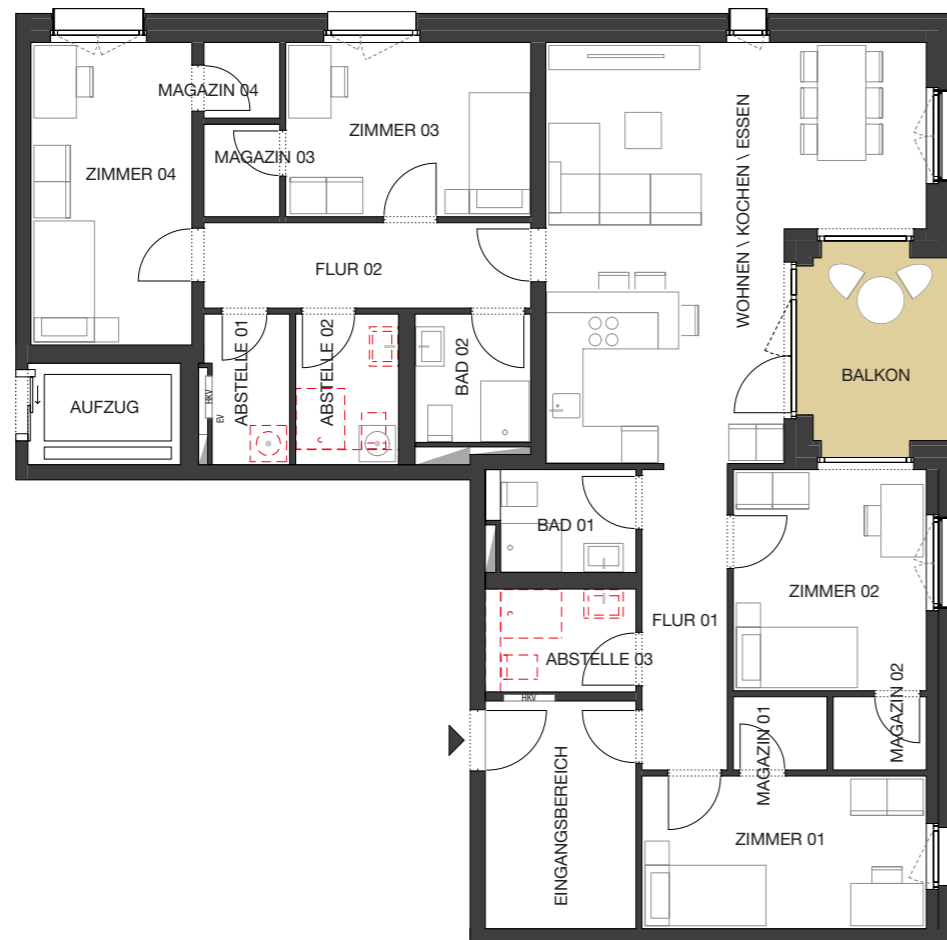 MAGAZIN 04
ZIMMER 03
MAGAZIN 03
ZIMMER 04
WOHNEN \ KOCHEN \ ESSEN
FLUR 02
ABSTELLE 01
ABSTELLE 02
BAD 02
BALKON
AUFZUG
HKV
EV
BAD 01
ZIMMER 02
FLUR 01
ABSTELLE 03
HKV
MAGAZIN 02
MAGAZIN 01
EINGANGSBEREICH
ZIMMER 01